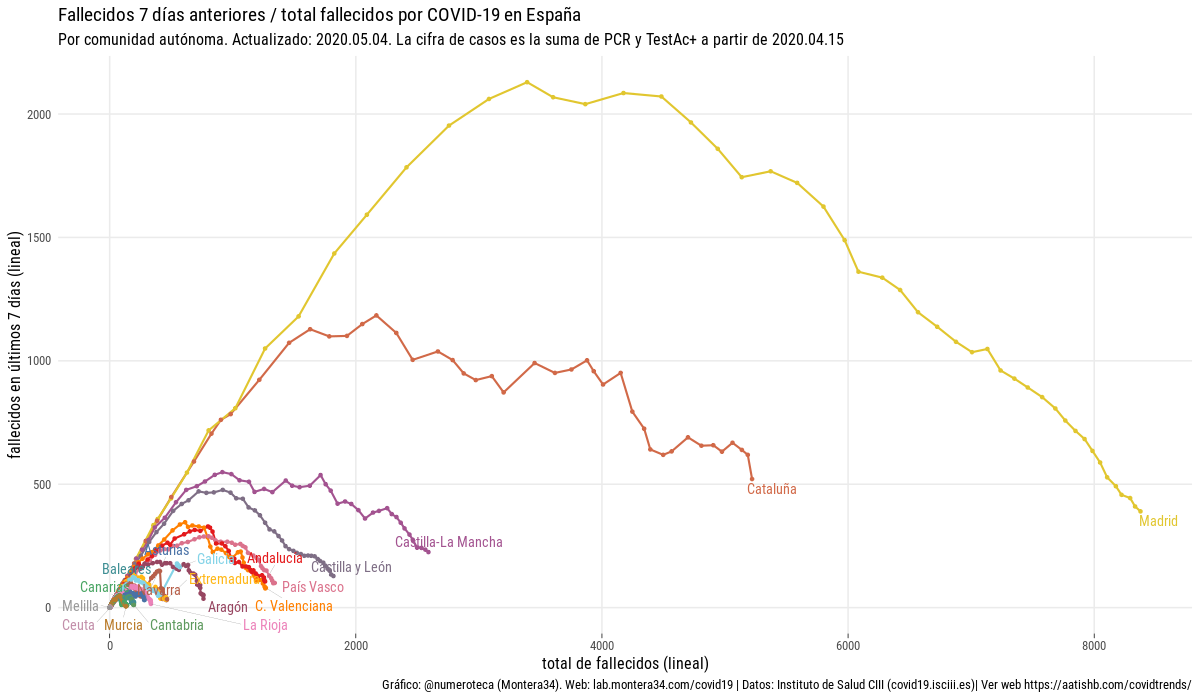 Fallecidos 7 días anteriores / total fallecidos por COVID-19 en España
Por comunidad autónoma. Actualizado: 2020.05.04. La cifra de casos es la suma de PCR y TestAc+ a partir de 2020.04.15
fallecidos en últimos 7 días (lineal)
2000
1500
1000
500
0
Cataluña
Madrid
Castilla-La Mancha
Asturias
Galicia
Andalucía
Castilla y León
Baleares
Extremadura
Canarias
Navarra
País Vasco
Melilla
Aragón
C. Valenciana
Ceuta
Murcia
Cantabria
La Rioja
0
2000
4000
6000
8000
total de fallecidos (lineal)
Gráfico: @numeroteca (Montera34). Web: lab.montera34.com/covid19 | Datos: Instituto de Salud CIII (covid19.isciii.es)| Ver web https://aatishb.com/covidtrends/